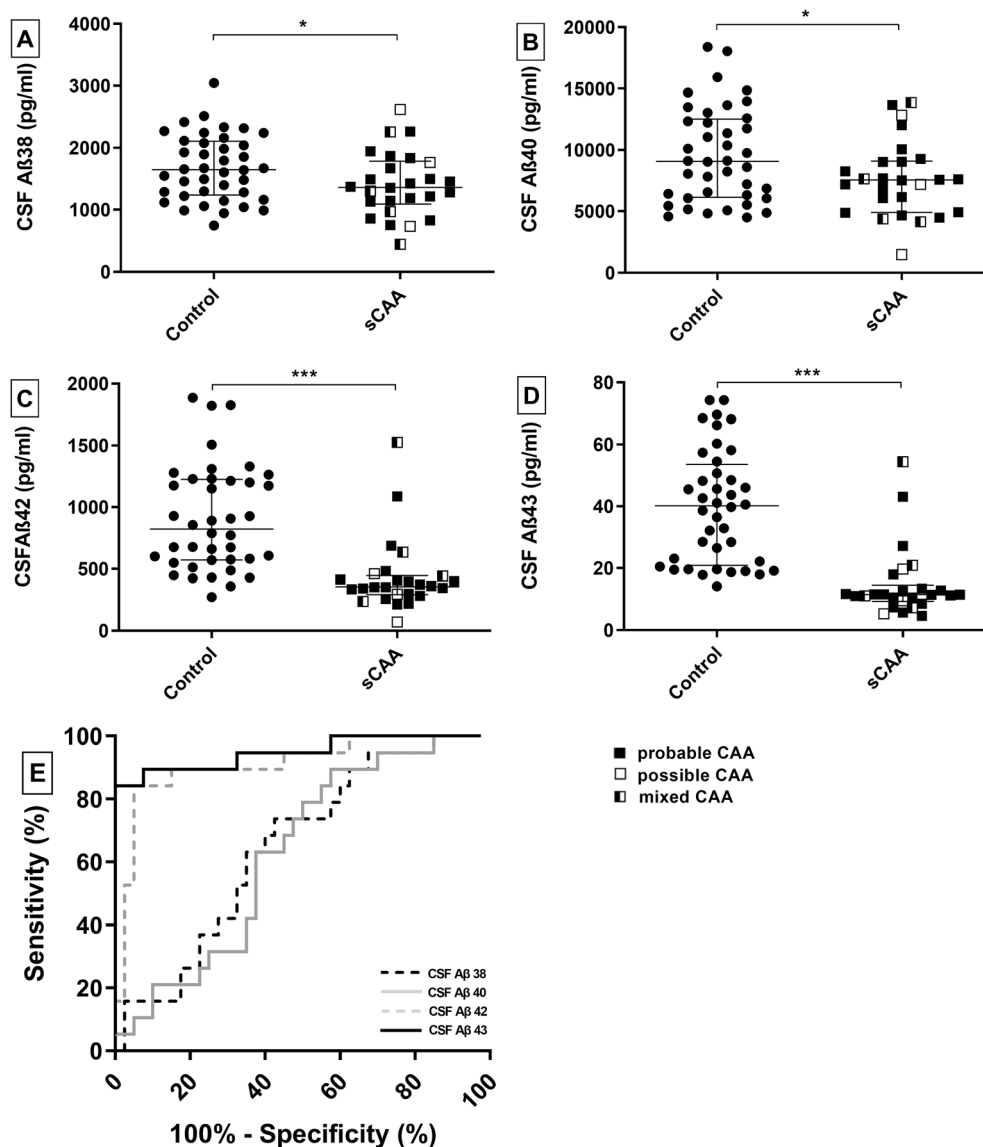 A
CSF Aß38 (pg/ml)
4000
3000
2000
1000
0
*
Control
sCAA
B
CSF Aß40 (pg/ml)
20000
15000
10000
5000
0
*
Control
sCAA
C
CSFAß42 (pg/ml)
2000
1500
1000
500
0
***
Control
sCAA
D
CSF Aß43 (pg/ml)
80
60
40
20
0
***
Control
sCAA
E
Sensitivity (%)
100
80
60
40
20
0
0
20
40
60
80
100
100% - Specificity (%)
CSF Aβ 38
CSF Aβ 40
CSF Aβ 42
CSF Aβ 43
probable CAA
possible CAA
mixed CAA